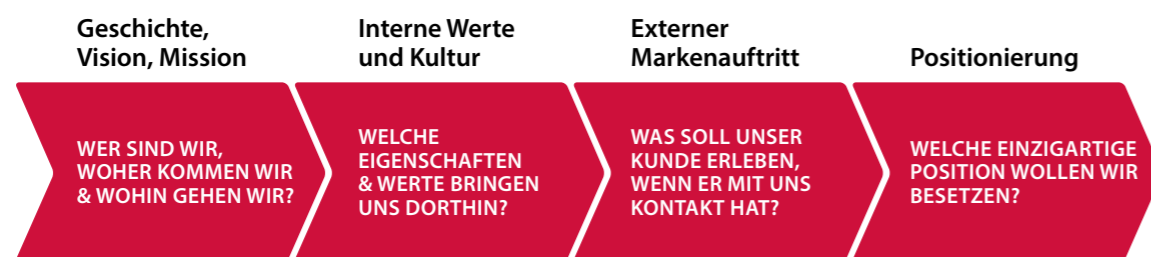 Geschichte,
Vision, Mission
WER SIND WIR,
WOHER KOMMEN WIR
& WOHIN GEHEN WIR?
Interne Werte
und Kultur
WELCHE
EIGENSCHAFTEN
& WERTE BRINGEN
UNS DORTHIN?
Externer
Markenauftritt
WAS SOLL UNSER
KUNDE ERLEBEN,
WENN ER MIT UNS
KONTAKT HAT?
Positionierung
WELCHE EINZIGARTIGE
POSITION WOLLEN WIR
BESETZEN?